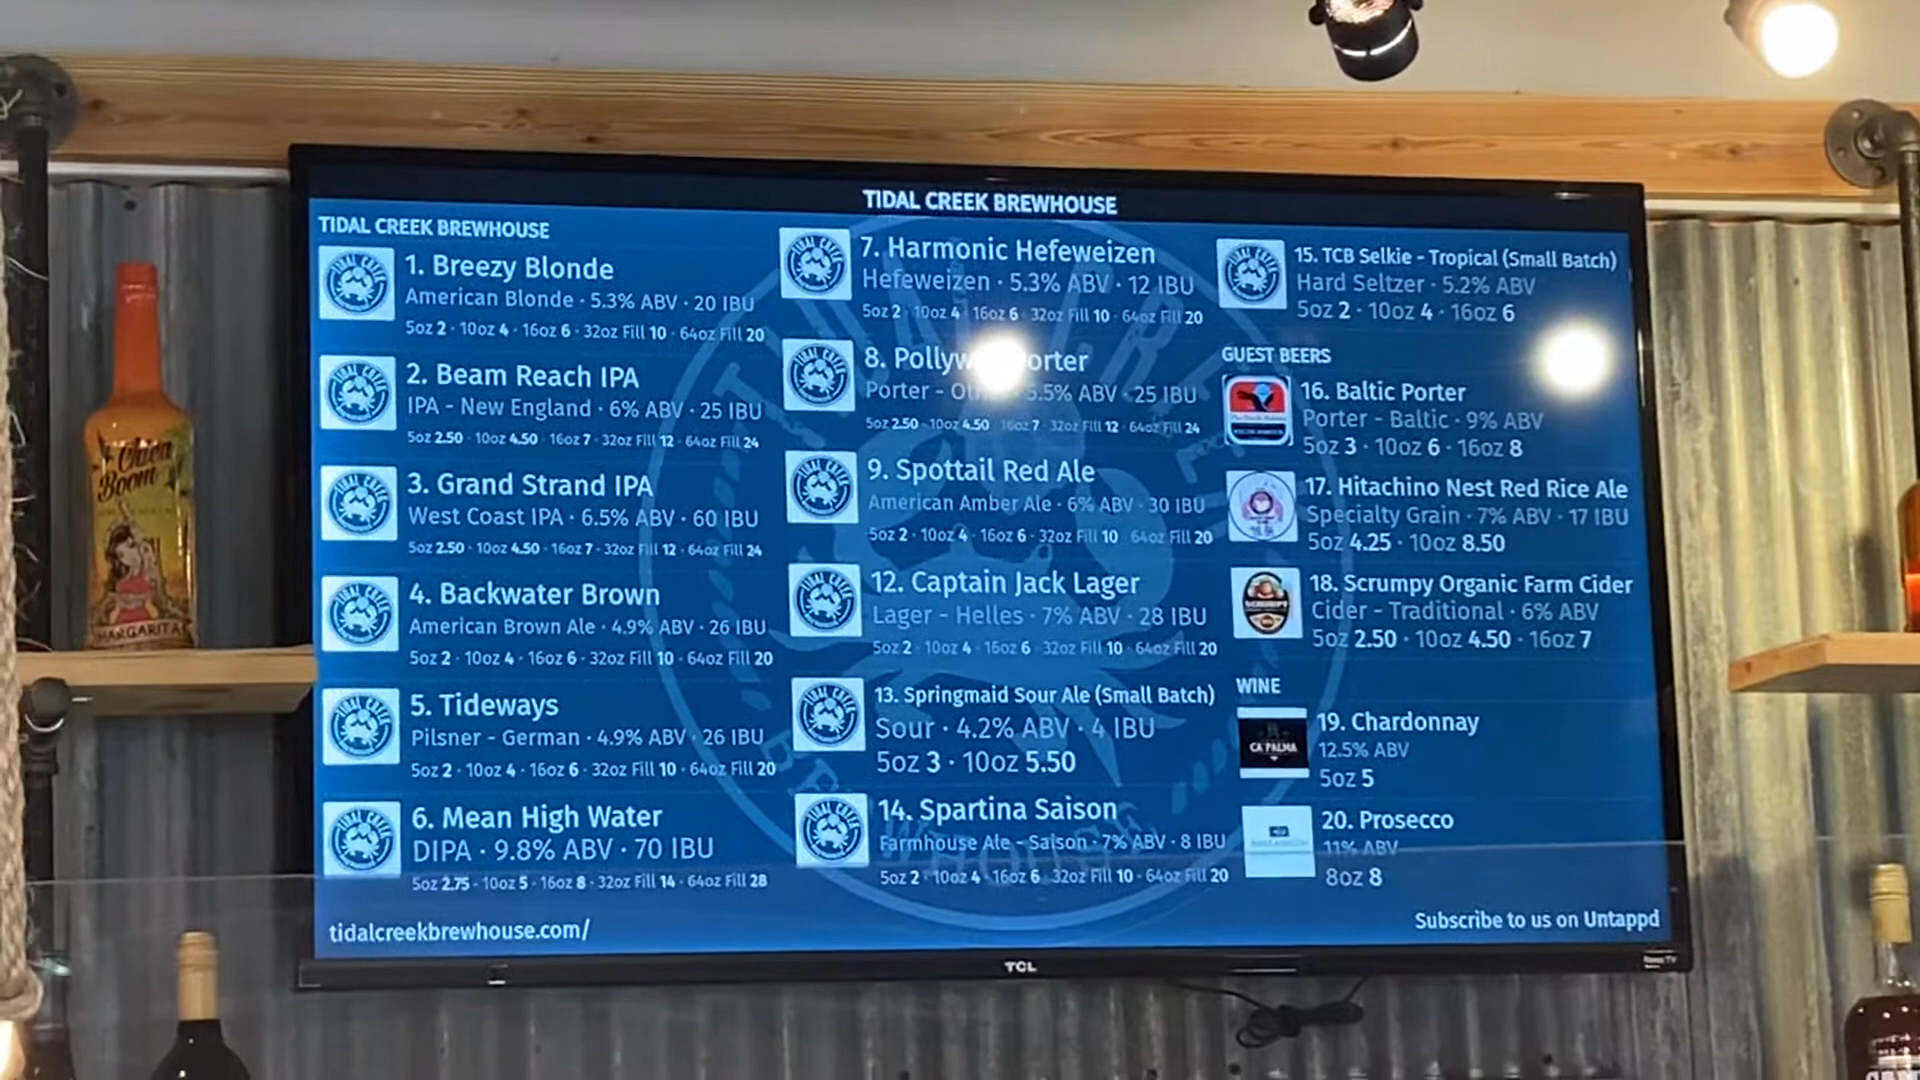 TIDAL CREEK BREWHOUSE
TIDAL CREEK BREWHOUSE
1. Breezy Blonde
American Blonde · 5.3% ABV · 20 IBU
5oz 2 · 10oz 4 · 16oz 6 · 32oz Fill 10 · 64oz Fill 20
2. Beam Reach IPA
IPA - New England · 6% ABV · 25 IBU
5oz 2.50 · 10oz 4.50 · 16oz 7 · 32oz Fill 12 · 64oz Fill 24
3. Grand Strand IPA
West Coast IPA · 6.5% ABV · 60 IBU
5oz 2.50 · 10oz 4.50 · 16oz 7 · 32oz Fill 12 · 64oz Fill 24
4. Backwater Brown
American Brown Ale · 4.9% ABV · 26 IBU
5oz 2 · 10oz 4 · 16oz 6 · 32oz Fill 10 · 64oz Fill 20
5. Tideways
Pilsner - German · 4.9% ABV · 26 IBU
5oz 2 · 10oz 4 · 16oz 6 · 32oz Fill 10 · 64oz Fill 20
6. Mean High Water
DIPA · 9.8% ABV · 70 IBU
5oz 2.75 · 10oz 5 · 16oz 8 · 32oz Fill 14 · 64oz Fill 28
tidalcreekbrewhouse.com/
7. Harmonic Hefeweizen
Hefeweizen · 5.3% ABV · 12 IBU
5oz 2 · 10oz 4 · 16oz 6 · 32oz Fill 10 · 64oz Fill 20
8.
Porter - 5.5% ABV · 25 IBU
5oz 2.50 · 10oz 4.50 · 16oz 7 · 32oz Fill 12 · 64oz Fill 24
9. Spottail Red Ale
American Amber Ale · 6% ABV · 30 IBU
5oz 2 · 10oz 4 · 16oz 6 · 32oz Fill 10 · 64oz Fill 20
12. Captain Jack Lager
Lager - Helles · 7% ABV · 28 IBU
5oz 2 · 10oz 4 · 16oz 6 · 32oz Fill 10 · 64oz Fill 20
13. Springmaid Sour Ale (Small Batch)
Sour · 4.2% ABV · 4 IBU
5oz 3 · 10oz 5.50
14. Spartina Saison
Farmhouse Ale - Saison · 7% ABV · 8 IBU
5oz 2 · 10oz 4 · 16oz 6 · 32oz Fill 10 · 64oz Fill 20
15. TCB Selkie - Tropical (Small Batch)
Hard Seltzer · 5.2% ABV
5oz 2 · 10oz 4 · 16oz 6
GUEST BEERS
16. Baltic Porter
Porter - Baltic · 9% ABV
5oz 3 · 10oz 6 · 16oz 8
17. Hitachino Nest Red Rice Ale
Specialty Grain · 7% ABV · 17 IBU
5oz 4.25 · 10oz 8.50
18. Scrumpy Organic Farm Cider
Cider - Traditional · 6% ABV
5oz 2.50 · 10oz 4.50 · 16oz 7
WINE
19. Chardonnay
12.5% ABV
5oz 5
CA'PALMA
20. Prosecco
11% ABV
8oz 8
Subscribe to us on Untappd
TCL
Roku TV
Chica
Boom
MARGARITA